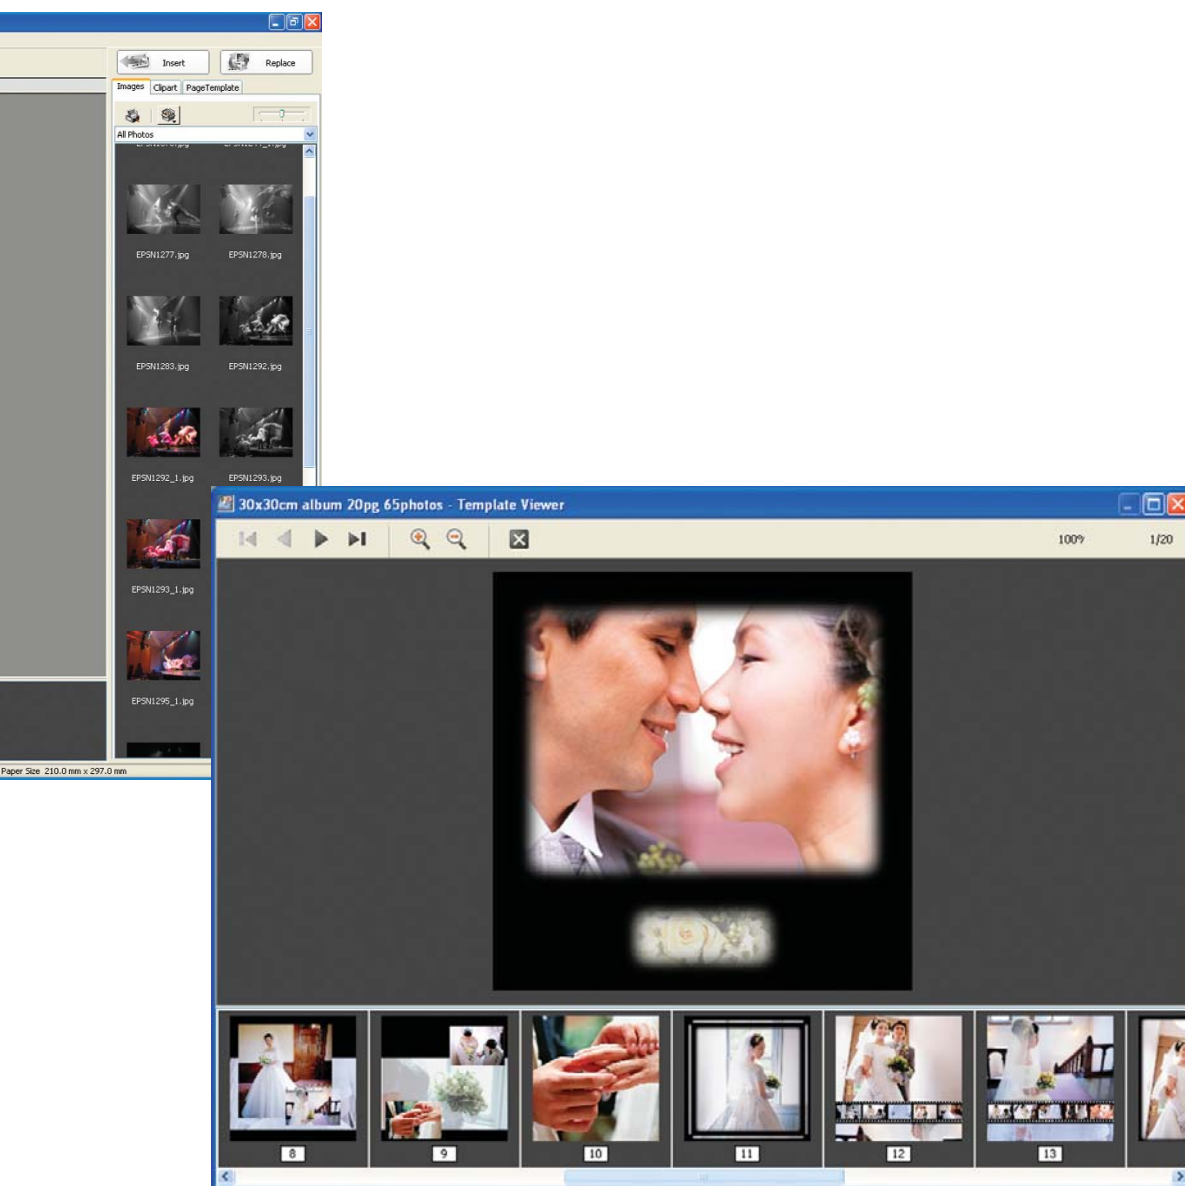 Insert Replace
Images Clipart PageTemplate
All Photos
EPSN1277.jpg EPSN1278.jpg
EPSN1283.jpg EPSN1292.jpg
EPSN1292_1.jpg EPSN1293.jpg
EPSN1293_1.jpg
EPSN1295_1.jpg
Paper Size 210.0 mm x 297.0 mm
30x30cm album 20pg 65photos - Template Viewer
100% 1/20
8 9 10 11 12 13